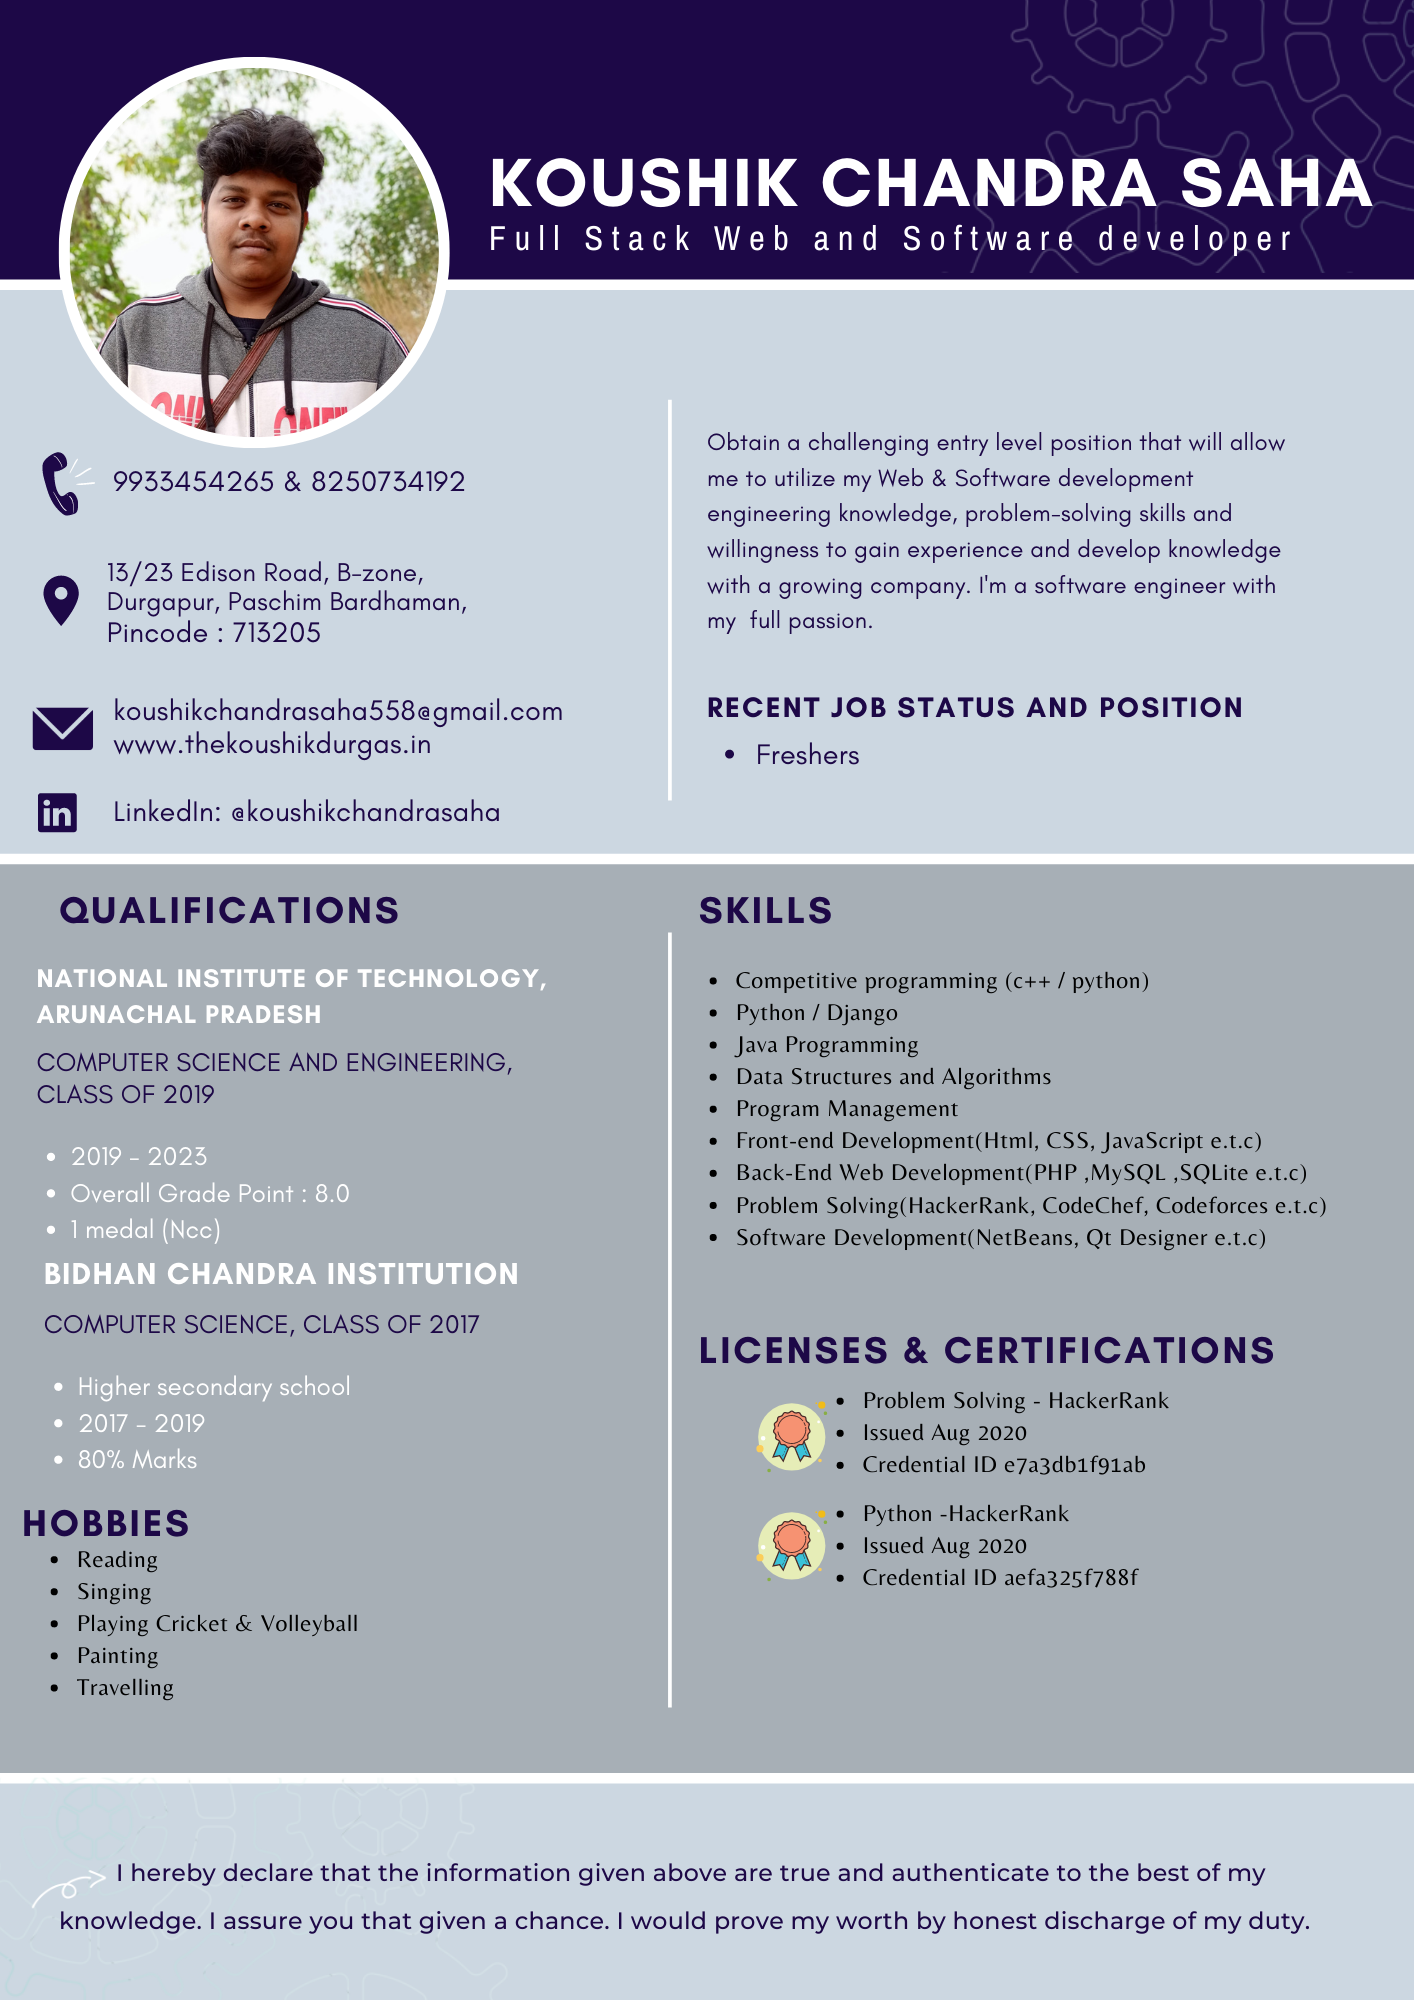 KOUSHIK CHANDRA SAHA
Full Stack Web and Software developer
9933454265 & 8250734192
13/23 Edison Road, B-zone,
Durgapur, Paschim Bardhaman,
Pincode : 713205
koushikchandrasaha558@gmail.com
www.thekoushikdurgas.in
LinkedIn: @koushikchandrasaha
Obtain a challenging entry level position that will allow
me to utilize my Web & Software development
engineering knowledge, problem-solving skills and
willingness to gain experience and develop knowledge
with a growing company. I'm a software engineer with
my full passion.
RECENT JOB STATUS AND POSITION
• Freshers
QUALIFICATIONS
NATIONAL INSTITUTE OF TECHNOLOGY,
ARUNACHAL PRADESH
COMPUTER SCIENCE AND ENGINEERING,
CLASS OF 2019
• 2019 - 2023
• Overall Grade Point : 8.0
• 1 medal (Ncc)
BIDHAN CHANDRA INSTITUTION
COMPUTER SCIENCE, CLASS OF 2017
• Higher secondary school
• 2017 - 2019
• 80% Marks
HOBBIES
• Reading
• Singing
• Playing Cricket & Volleyball
• Painting
• Travelling
SKILLS
• Competitive programming (c++ / python)
• Python / Django
• Java Programming
• Data Structures and Algorithms
• Program Management
• Front-end Development(Html, CSS, JavaScript e.t.c)
• Back-End Web Development(PHP ,MySQL ,SQLite e.t.c)
• Problem Solving(HackerRank, CodeChef, Codeforces e.t.c)
• Software Development(NetBeans, Qt Designer e.t.c)
LICENSES & CERTIFICATIONS
• Problem Solving - HackerRank
• Issued Aug 2020
• Credential ID e7a3db1f91ab
• Python -HackerRank
• Issued Aug 2020
• Credential ID aefa325f788f
I hereby declare that the information given above are true and authenticate to the best of my
knowledge. I assure you that given a chance. I would prove my worth by honest discharge of my duty.